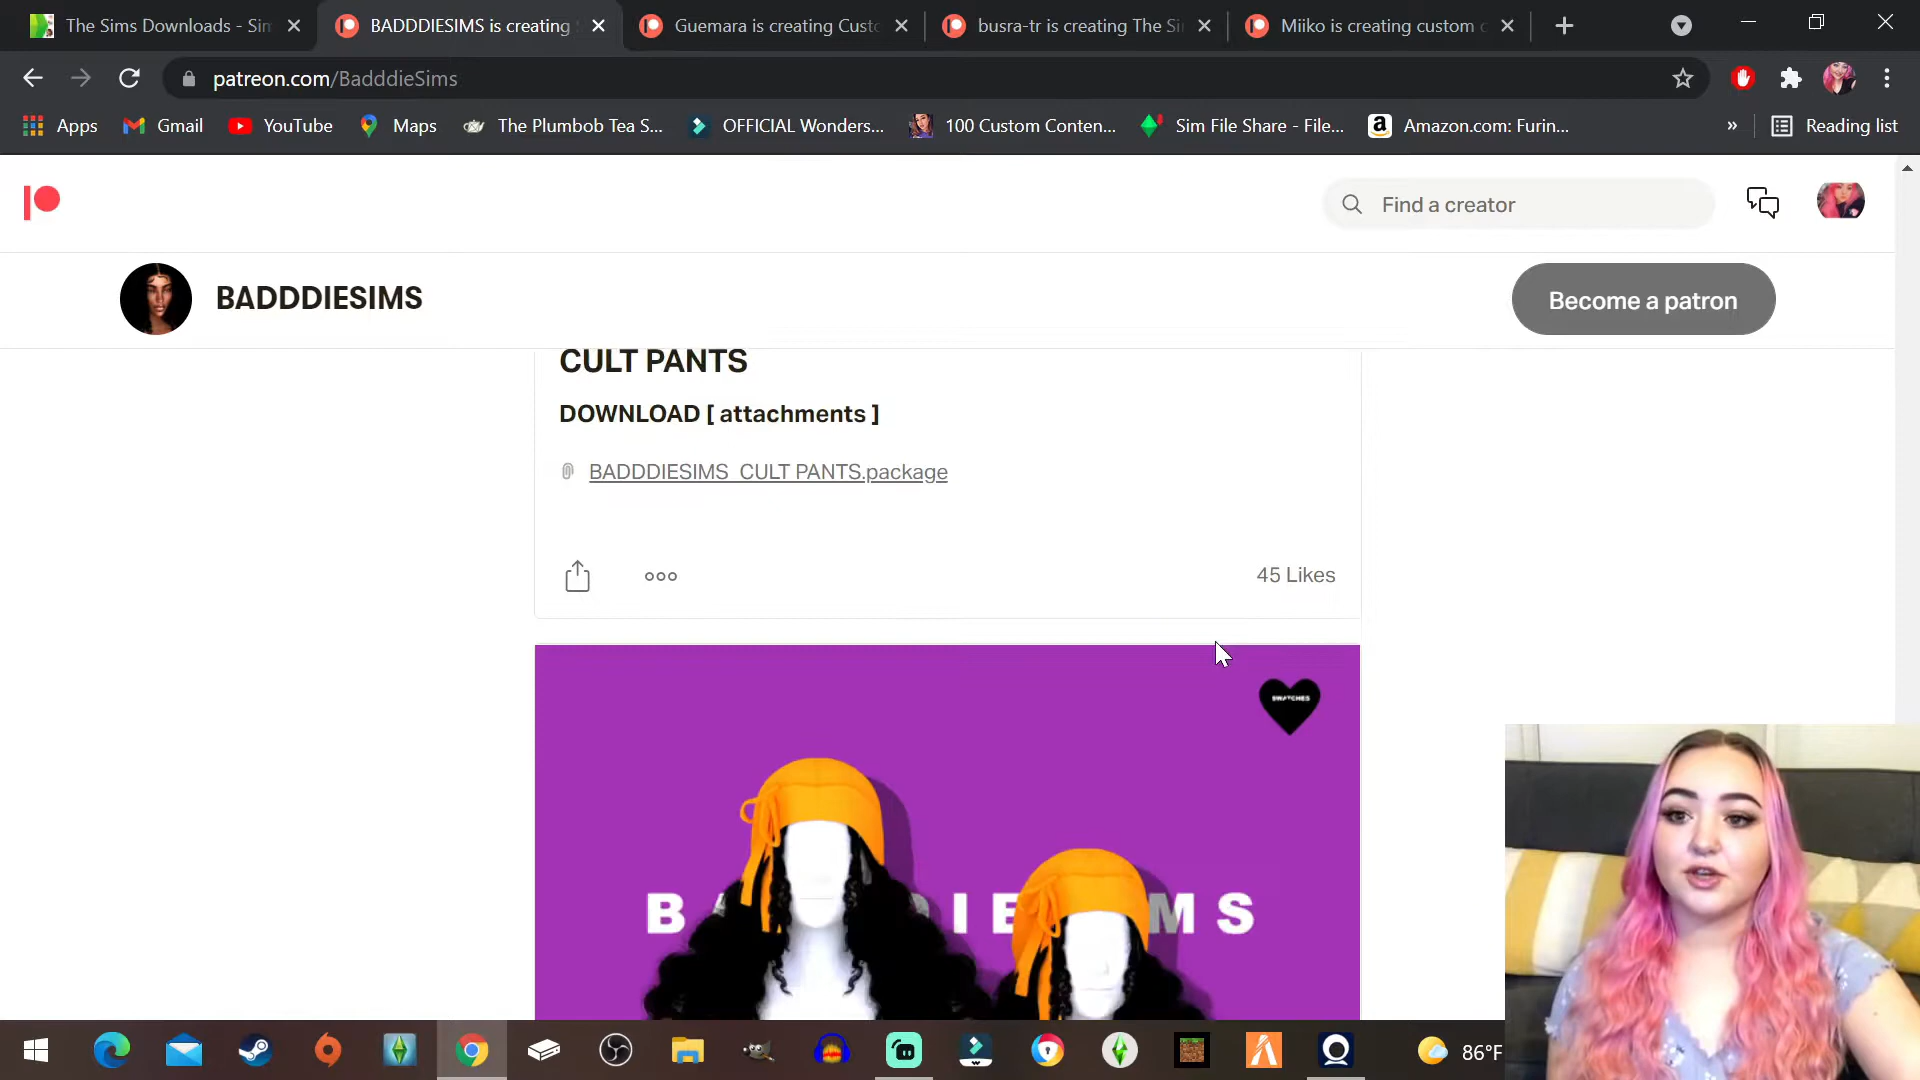 The Sims Downloads - Sim
BADDDIESIMS is creating
Guemara is creating Custo
busra-tr is creating The Si
Miiko is creating custom c
patreon.com/BadddieSims
Apps
Gmail
YouTube
Maps
The Plumbob Tea S...
OFFICIAL Wonders...
100 Custom Conten...
Sim File Share - File...
Amazon.com: Furin...
»
Reading list
Find a creator
BADDDIESIMS
Become a patron
CULT PANTS
DOWNLOAD [ attachments ]
BADDDIESIMS_CULT PANTS.package
45 Likes
SWATCHES
86°F